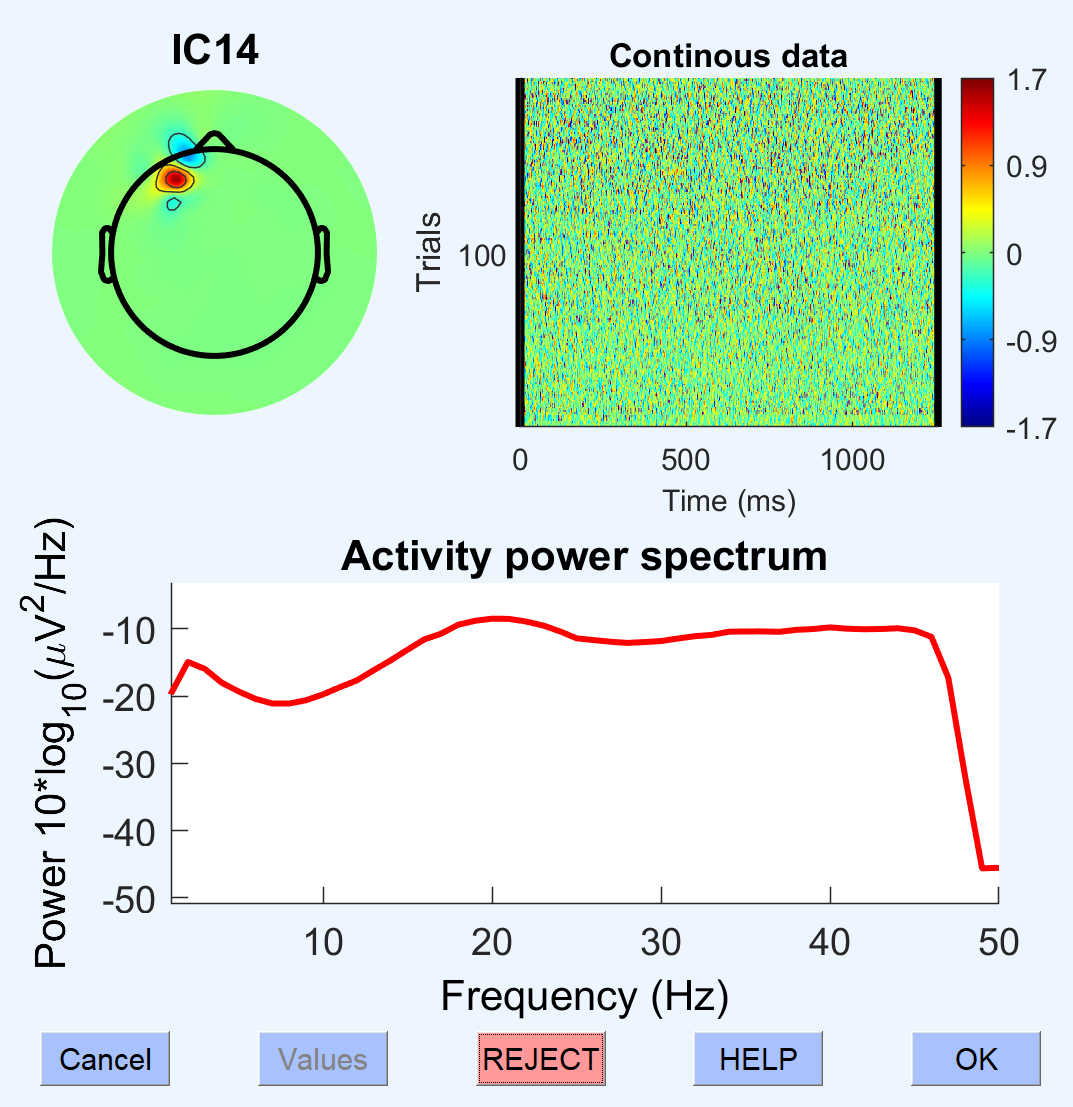 IC14
Continous data
Trials
100
0
500
1000
Time (ms)
1.7
0.9
0
-0.9
-1.7
Activity power spectrum
Power 10*log10(μV2/Hz)
-10
-20
-30
-40
-50
10
20
30
40
50
Frequency (Hz)
Cancel
Values
REJECT
HELP
OK